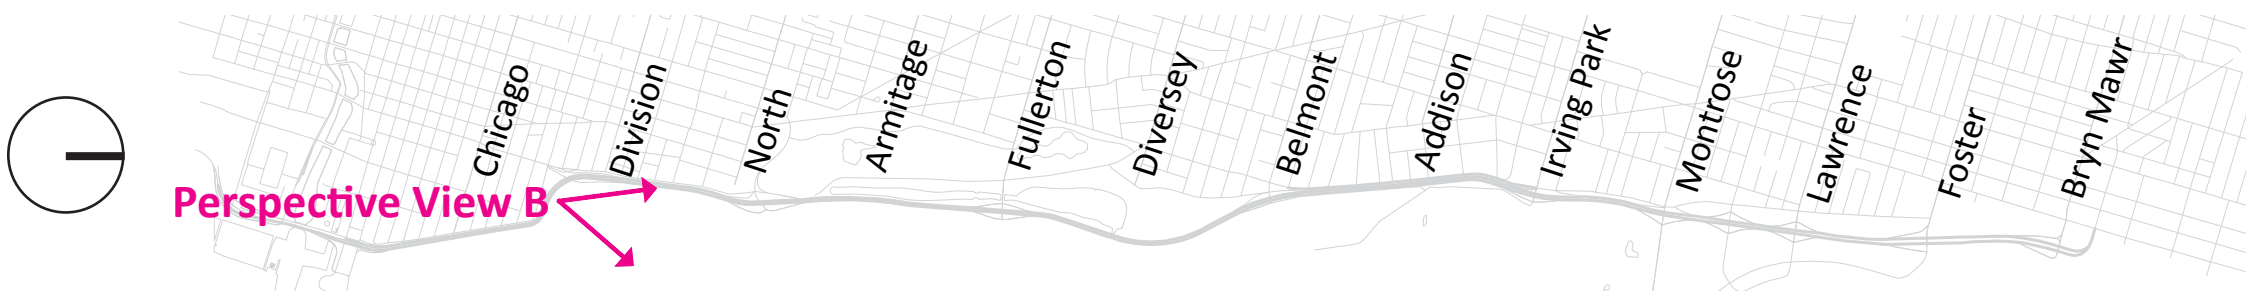 Chicago
Division
North
Armitage
Fullerton
Diversey
Belmont
Addison
Irving Park
Montrose
Lawrence
Foster
Bryn Mawr
Perspective View B